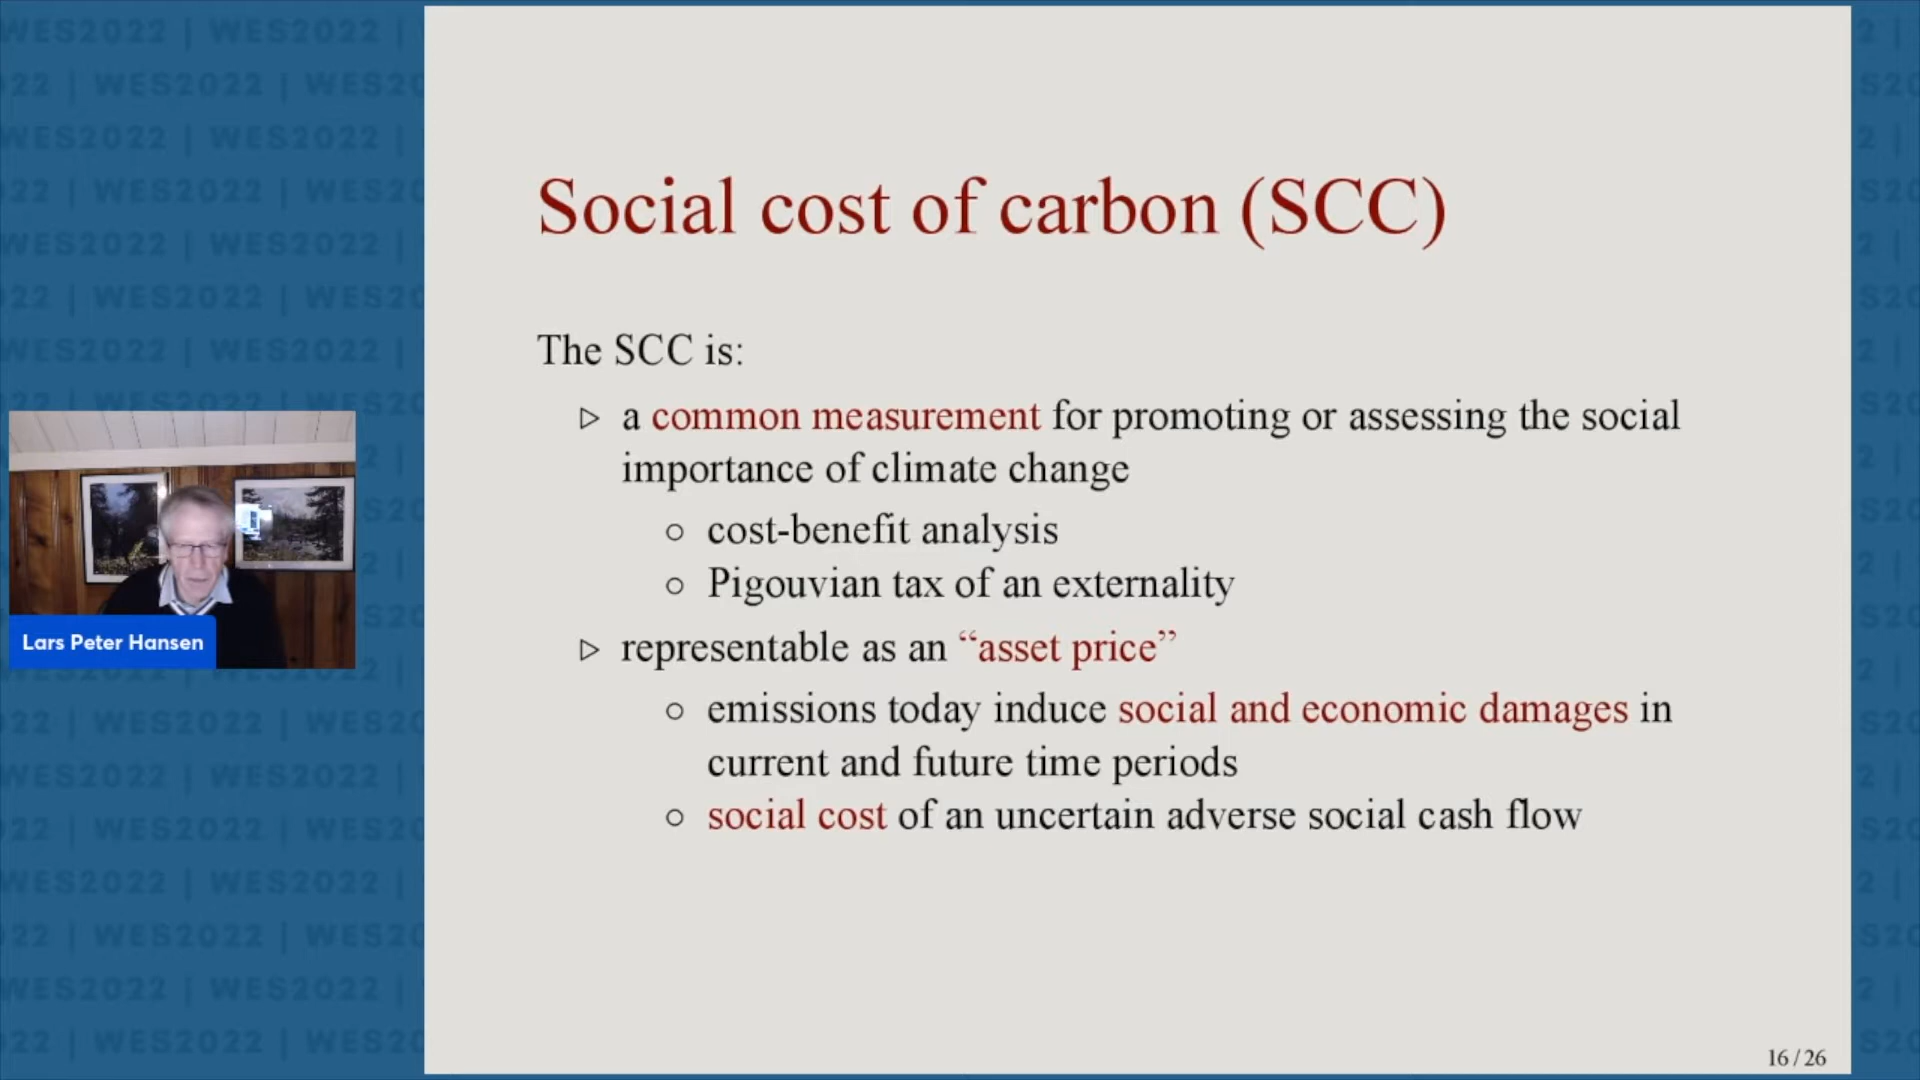 WES2022 | WES2022 |
Social cost of carbon (SCC)
The SCC is:
▷ a common measurement for promoting or assessing the social
importance of climate change
○ cost-benefit analysis
○ Pigouvian tax of an externality
▷ representable as an “asset price”
○ emissions today induce social and economic damages in
current and future time periods
○ social cost of an uncertain adverse social cash flow
Lars Peter Hansen
16 / 26